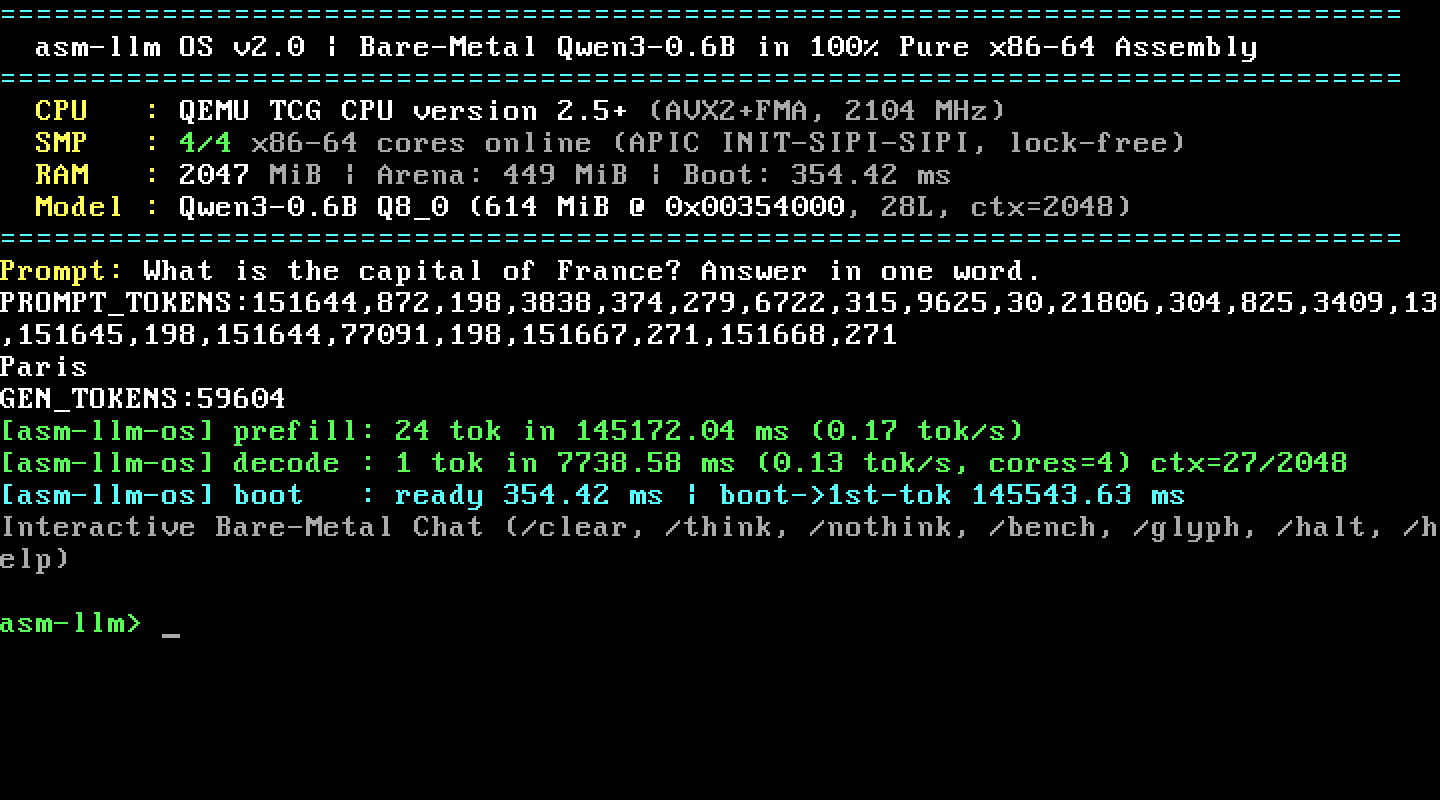 ==============================================================================
asm-llm OS v2.0 ¦ Bare-Metal Qwen3-0.6B in 100% Pure x86-64 Assembly
==============================================================================
CPU   : QEMU TCG CPU version 2.5+ (AVX2+FMA, 2104 MHz)
SMP   : 4/4 x86-64 cores online (APIC INIT-SIPI-SIPI, lock-free)
RAM   : 2047 MiB ¦ Arena: 449 MiB ¦ Boot: 354.42 ms
Model : Qwen3-0.6B Q8_0 (614 MiB @ 0x00354000, 28L, ctx=2048)
==============================================================================
Prompt: What is the capital of France? Answer in one word.
PROMPT_TOKENS:151644,872,198,3838,374,279,6722,315,9625,30,21806,304,825,3409,13
,151645,198,151644,77091,198,151667,271,151668,271
Paris
GEN_TOKENS:59604
[asm-llm-os] prefill: 24 tok in 145172.04 ms (0.17 tok/s)
[asm-llm-os] decode : 1 tok in 7738.58 ms (0.13 tok/s, cores=4) ctx=27/2048
[asm-llm-os] boot   : ready 354.42 ms ¦ boot->1st-tok 145543.63 ms
Interactive Bare-Metal Chat (/clear, /think, /nothink, /bench, /glyph, /halt, /h
elp)
asm-llm> _